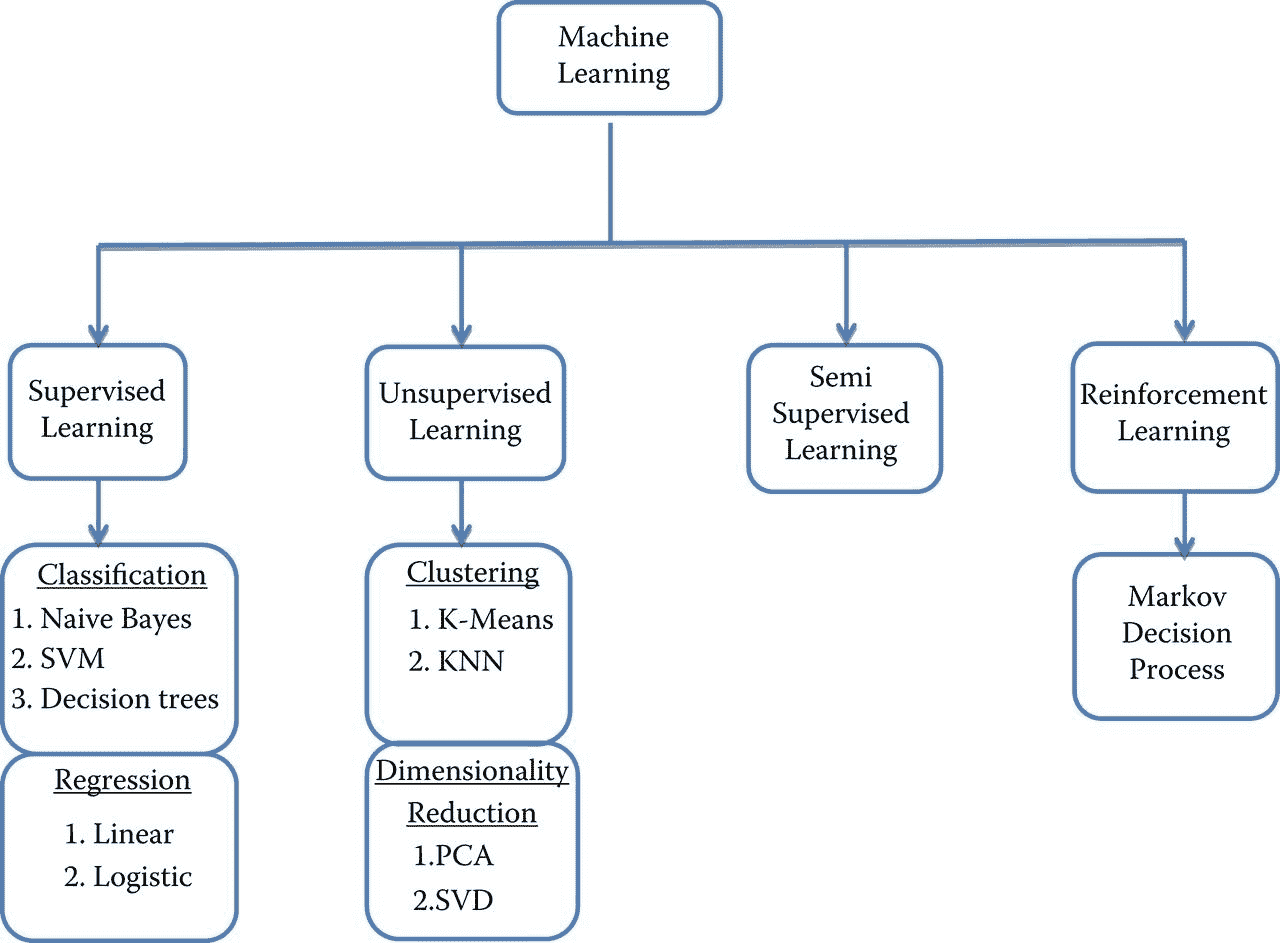 Machine
Learning
Supervised
Learning
Unsupervised
Learning
Semi
Supervised
Learning
Reinforcement
Learning
Classification
1. Naive Bayes
2. SVM
3. Decision trees
Regression
1. Linear
2. Logistic
Clustering
1. K-Means
2. KNN
Dimensionality
Reduction
1.PCA
2.SVD
Markov
Decision
Process